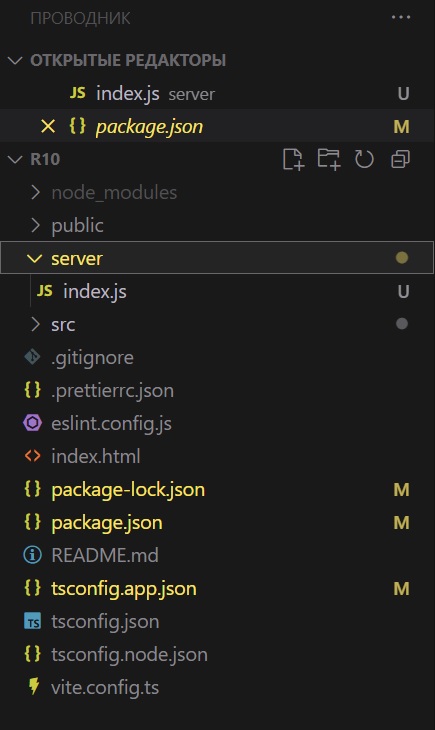 ПРОВОДНИК ...
ОТКРЫТЫЕ РЕДАКТОРЫ
JS index.js server U
{} package.json M
R10
node_modules
public
server
JS index.js U
src
.gitignore
{} .prettierrc.json
eslint.config.js
<> index.html
{} package-lock.json M
{} package.json M
README.md
{} tsconfig.app.json M
TS tsconfig.json
{} tsconfig.node.json
vite.config.ts